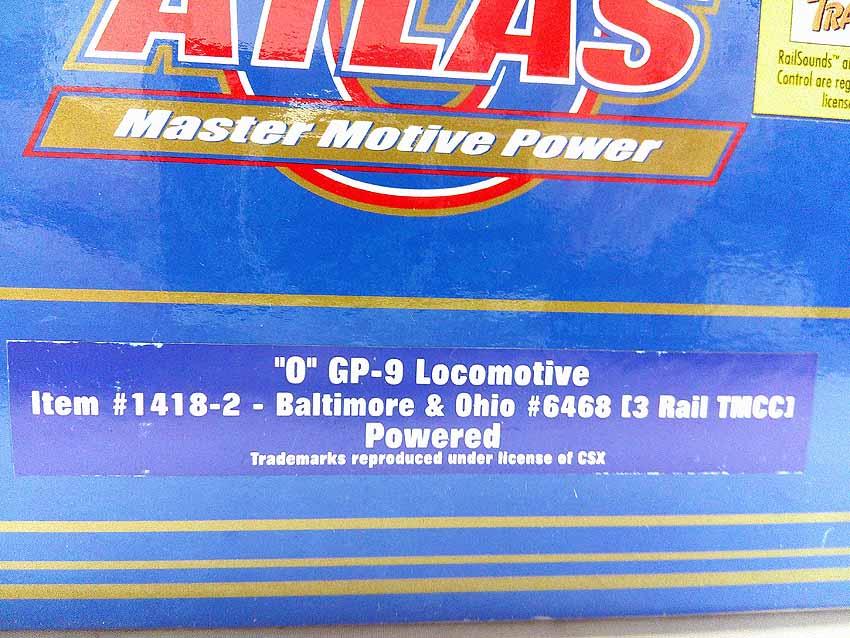 ATLAS
Master Motive Power
RailSounds™
Control are
"O" GP-9 Locomotive
Item #1418-2 - Baltimore & Ohio #6468 [3 Rail TMCC]
Powered
Trademarks reproduced under license of CSX